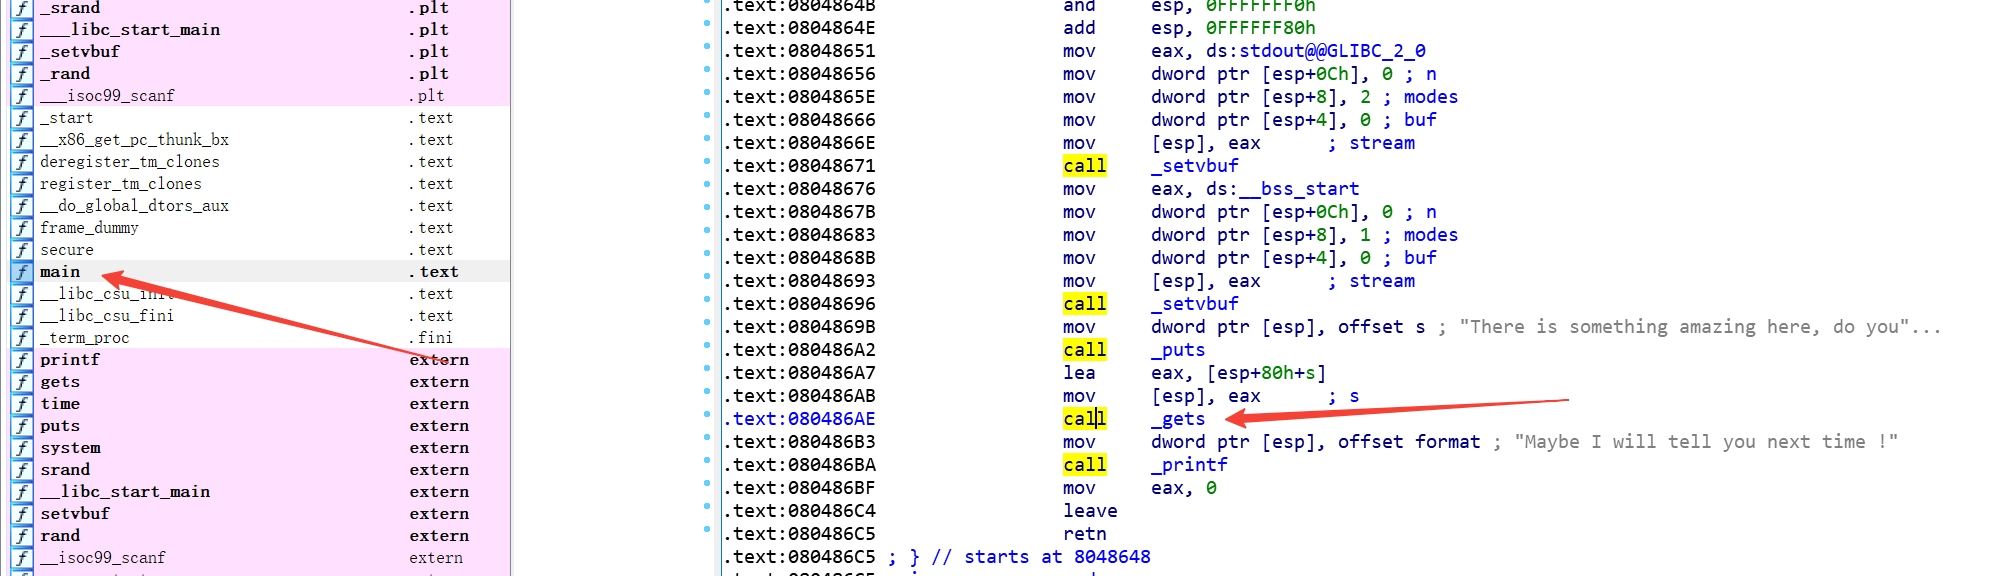 _srand .plt
___libc_start_main .plt
_setvbuf .plt
_rand .plt
___isoc99_scanf .plt
_start .text
__x86_get_pc_thunk_bx .text
deregister_tm_clones .text
register_tm_clones .text
__do_global_dtors_aux .text
frame_dummy .text
secure .text
main .text
__libc_csu_init .text
__libc_csu_fini .text
_term_proc .fini
printf extern
gets extern
time extern
puts extern
system extern
srand extern
__libc_start_main extern
setvbuf extern
rand extern
__isoc99_scanf extern
.text:0804864B and esp, 0FFFFFFF0h
.text:0804864E add esp, 0FFFFFF80h
.text:08048651 mov eax, ds:stdout@@GLIBC_2_0
.text:08048656 mov dword ptr [esp+0Ch], 0 ; n
.text:0804865E mov dword ptr [esp+8], 2 ; modes
.text:08048666 mov dword ptr [esp+4], 0 ; buf
.text:0804866E mov [esp], eax ; stream
.text:08048671 call _setvbuf
.text:08048676 mov eax, ds:__bss_start
.text:0804867B mov dword ptr [esp+0Ch], 0 ; n
.text:08048683 mov dword ptr [esp+8], 1 ; modes
.text:0804868B mov dword ptr [esp+4], 0 ; buf
.text:08048693 mov [esp], eax ; stream
.text:08048696 call _setvbuf
.text:0804869B mov dword ptr [esp], offset s ; "There is something amazing here, do you"...
.text:080486A2 call _puts
.text:080486A7 lea eax, [esp+80h+s]
.text:080486AB mov [esp], eax ; s
.text:080486AE call _gets
.text:080486B3 mov dword ptr [esp], offset format ; "Maybe I will tell you next time !"
.text:080486BA call _printf
.text:080486BF mov eax, 0
.text:080486C4 leave
.text:080486C5 retn
.text:080486C5 ; } // starts at 8048648